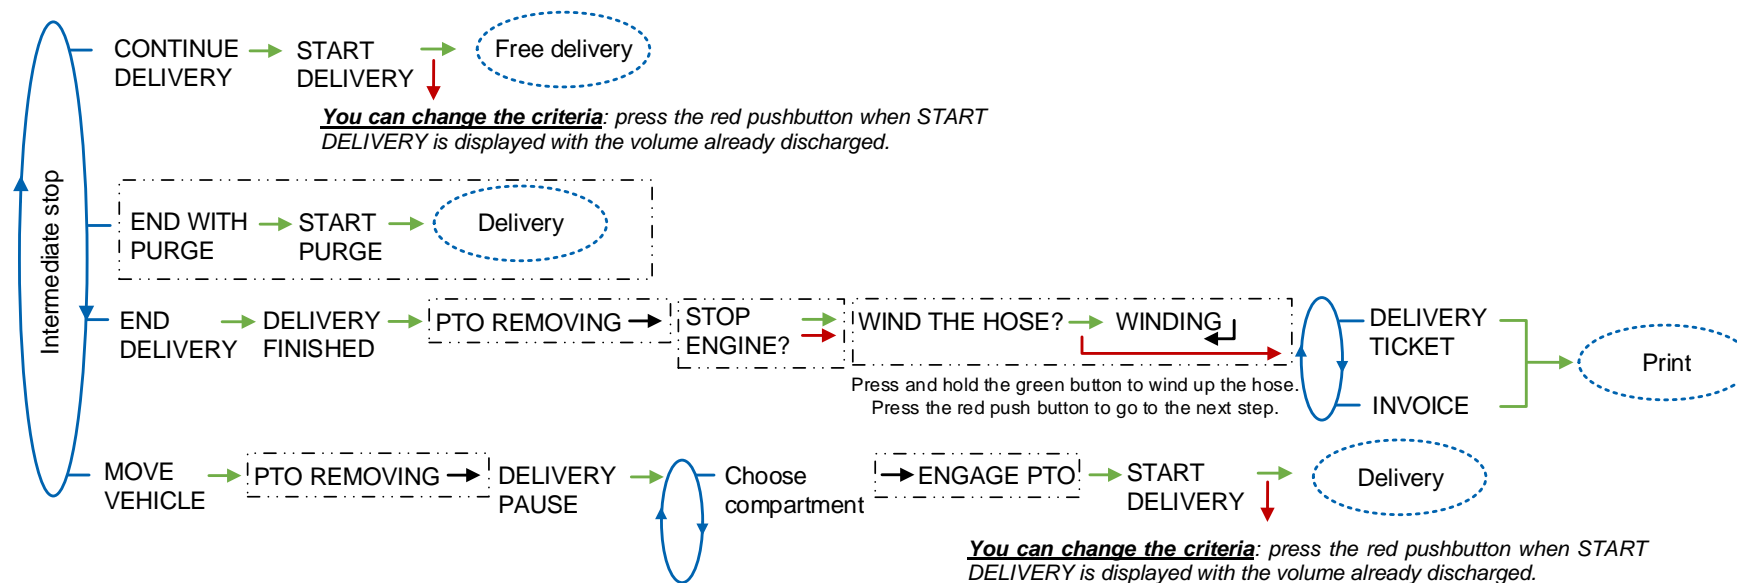 Intermediate stop
CONTINUE
DELIVERY
START
DELIVERY
Free delivery
You can change the criteria: press the red pushbutton when START
DELIVERY is displayed with the volume already discharged.
END WITH
PURGE
START
PURGE
Delivery
END
DELIVERY
DELIVERY
FINISHED
PTO REMOVING
STOP
ENGINE?
WIND THE HOSE?
WINDING
Press and hold the green button to wind up the hose.
Press the red push button to go to the next step.
DELIVERY
TICKET
INVOICE
Print
MOVE
VEHICLE
PTO REMOVING
DELIVERY
PAUSE
Choose
compartment
ENGAGE PTO
START
DELIVERY
Delivery
You can change the criteria: press the red pushbutton when START
DELIVERY is displayed with the volume already discharged.